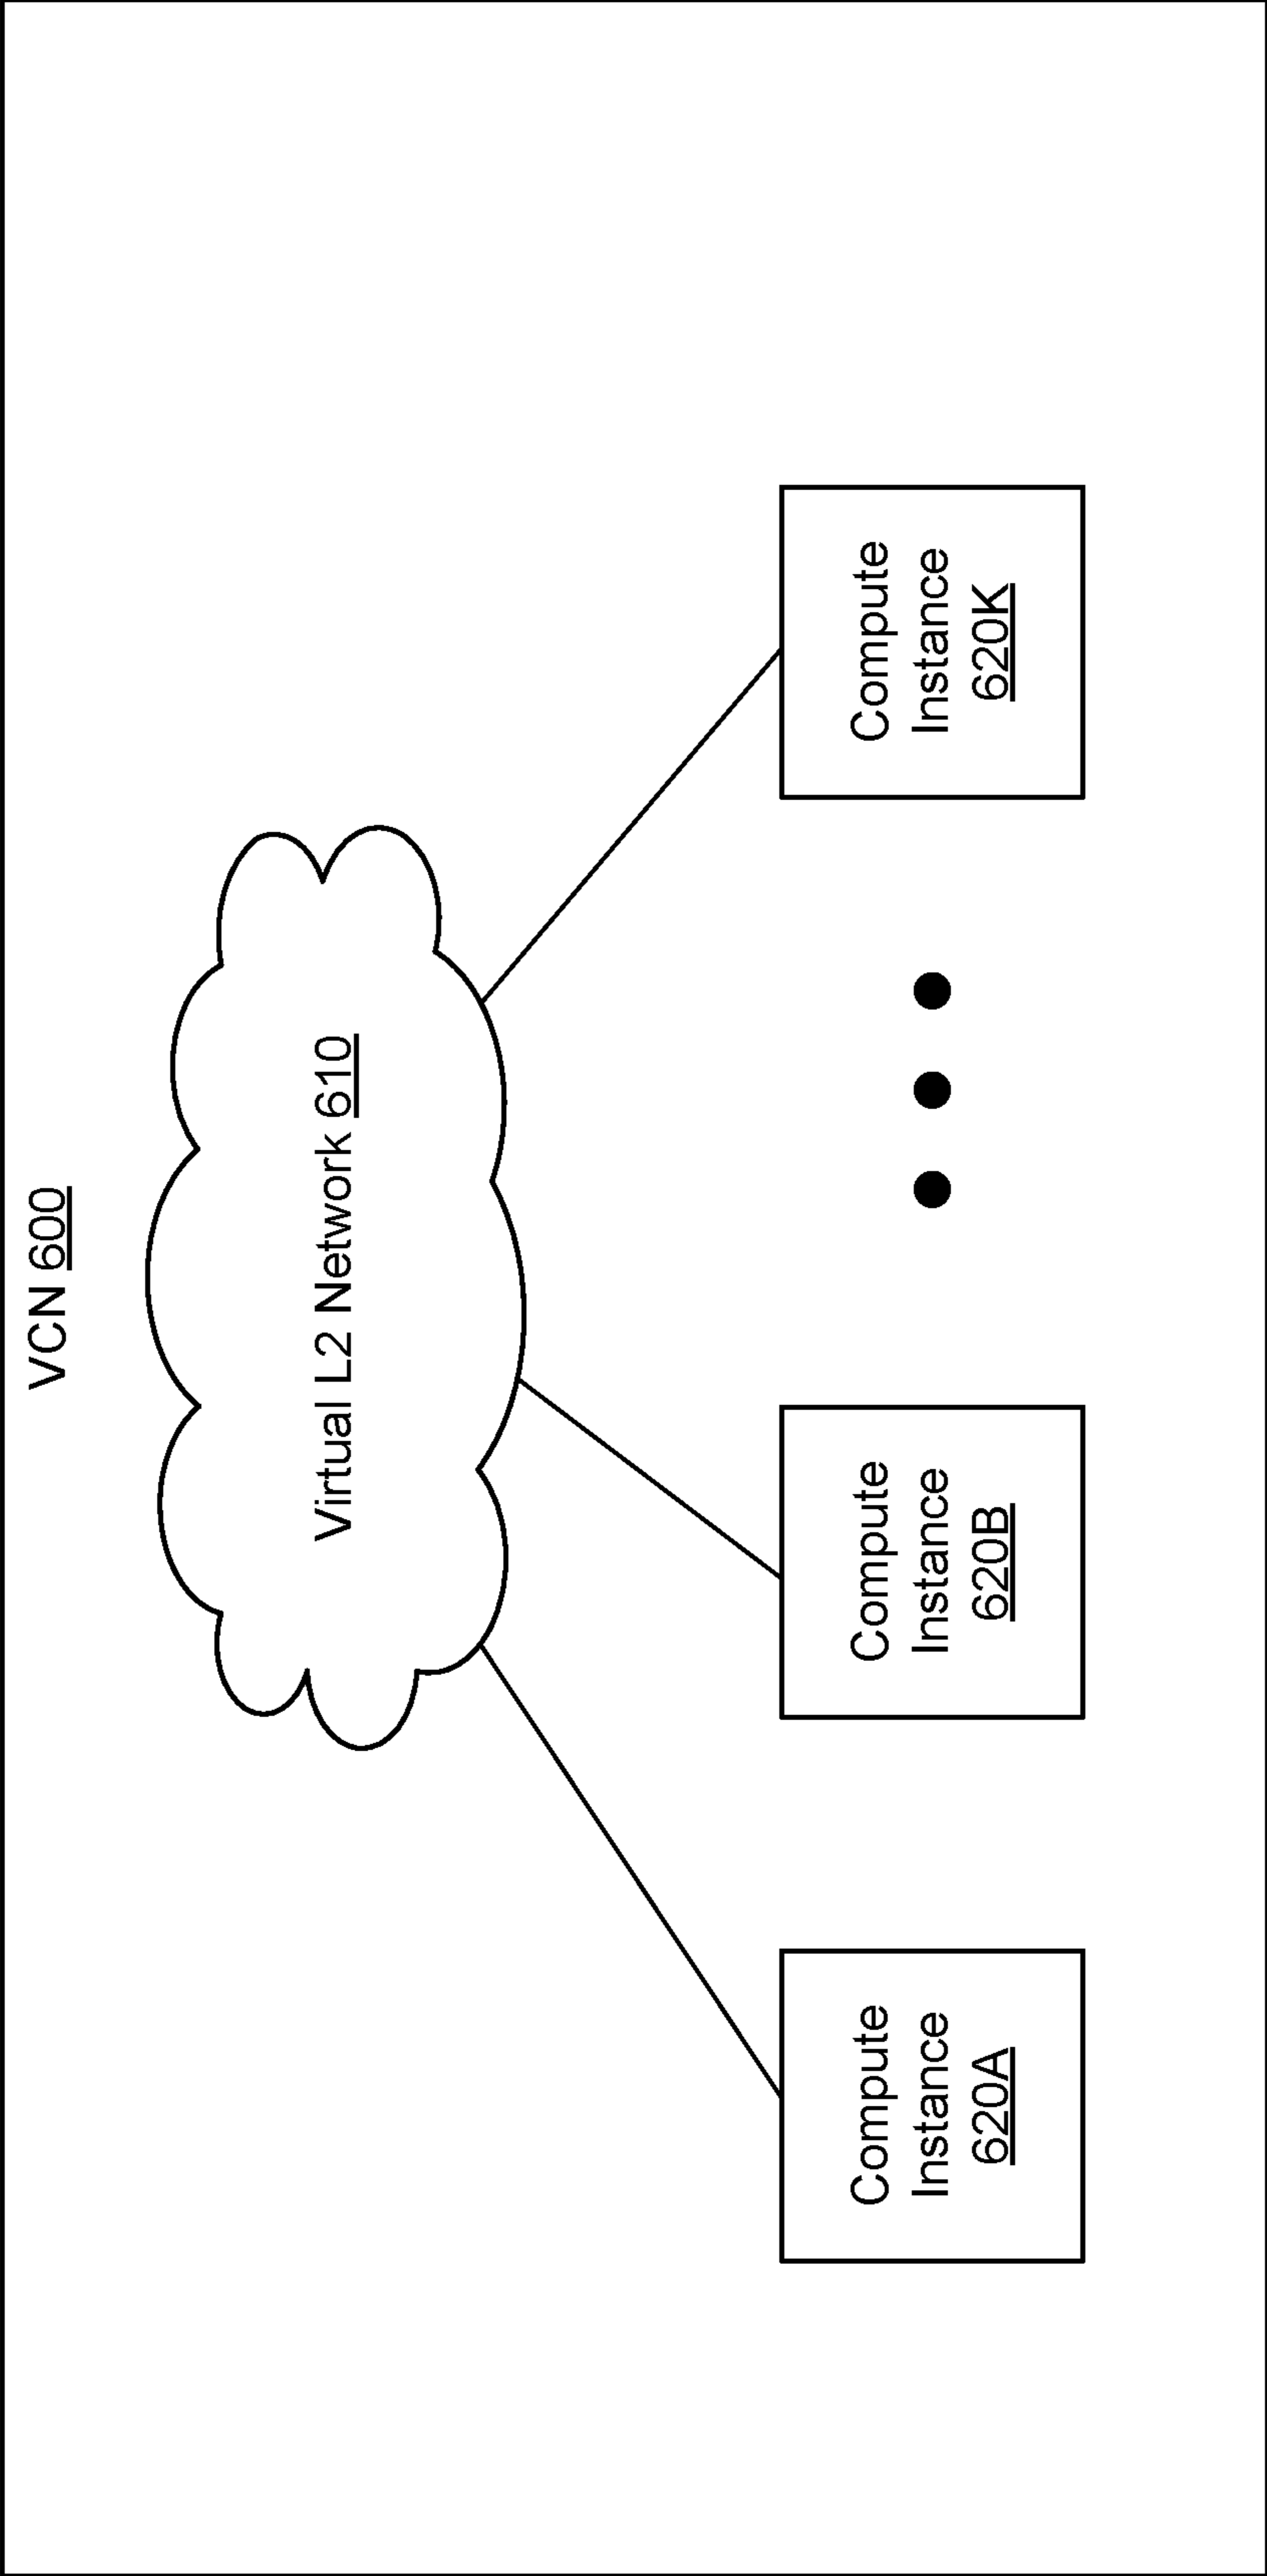 VCN 600
Virtual L2 Network 610
Compute
Instance
620A
Compute
Instance
620B
Compute
Instance
620K